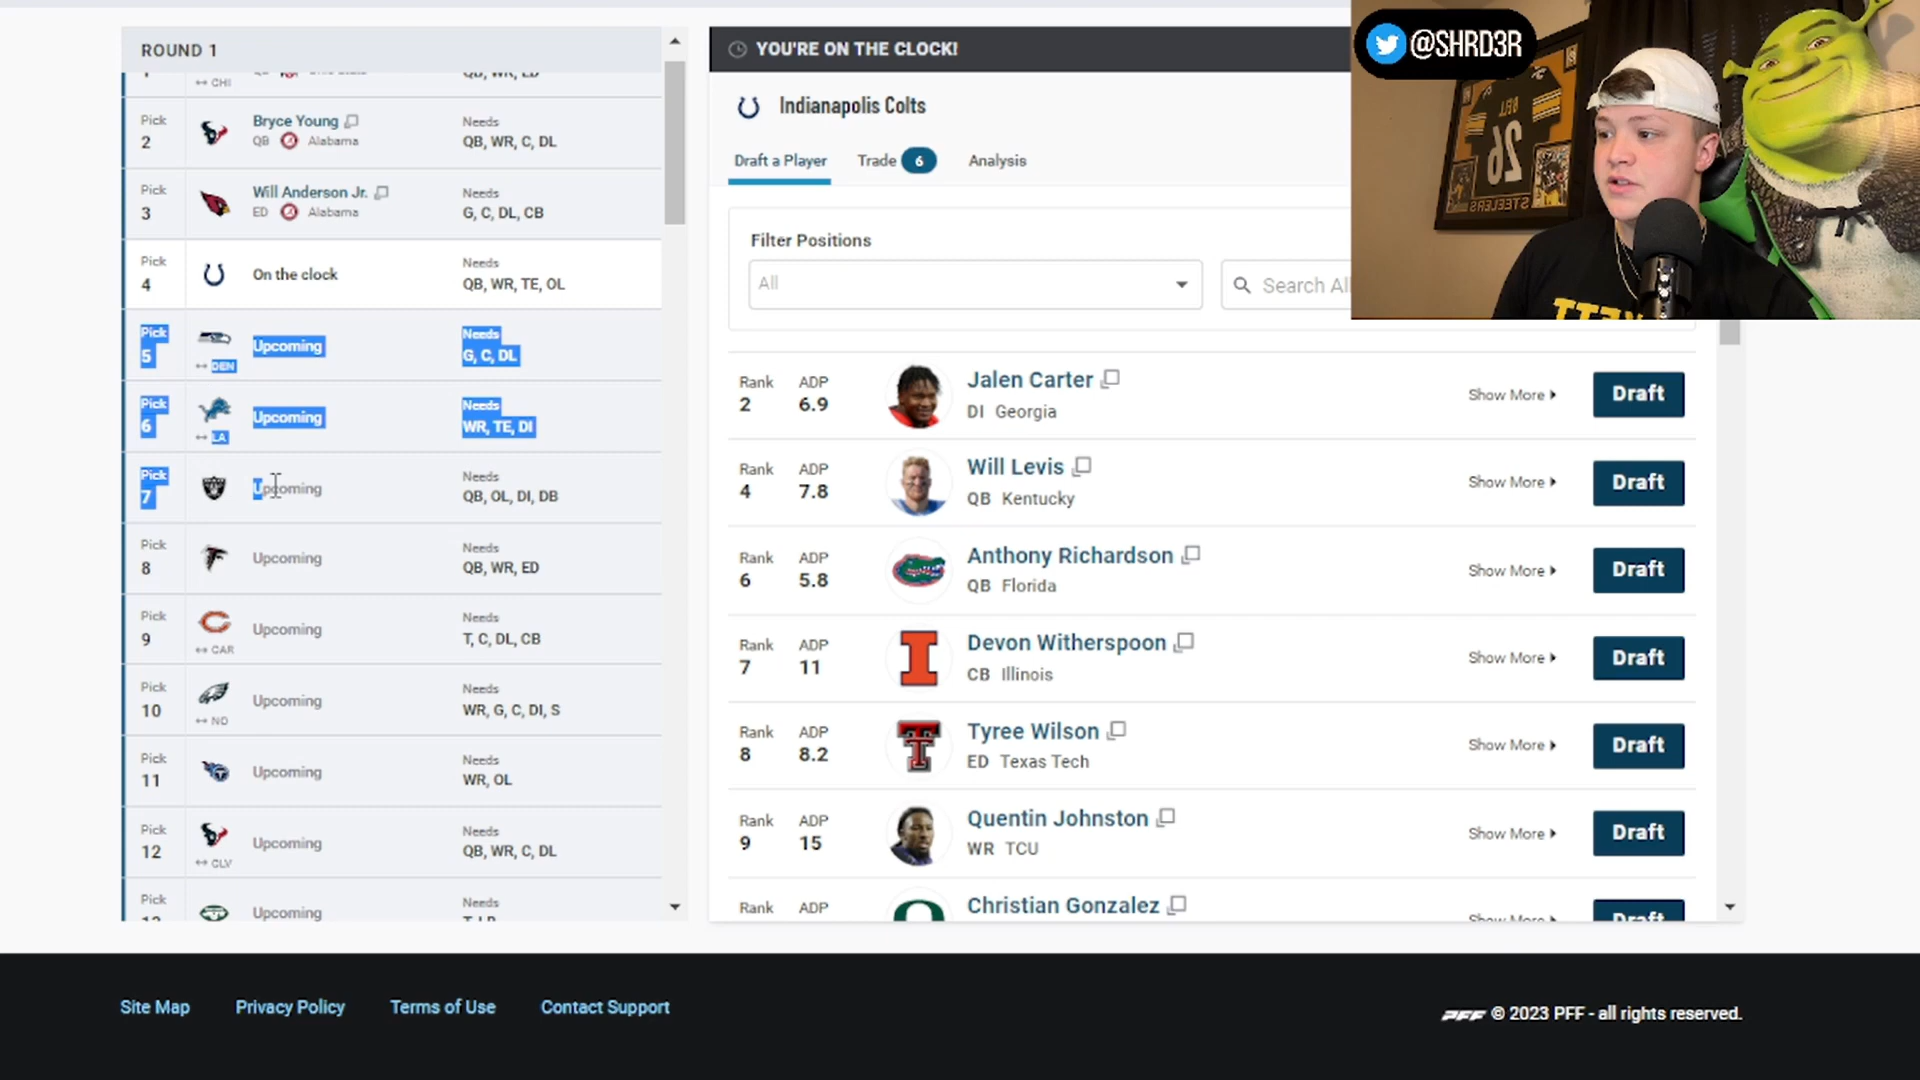 ROUND 1
CHI
QB, WR, ED
Pick 2
Bryce Young
QB Alabama
Needs
QB, WR, C, DL
Pick 3
Will Anderson Jr.
ED Alabama
Needs
G, C, DL, CB
Pick 4
On the clock
Needs
QB, WR, TE, OL
Pick 5
DEN
Upcoming
Needs
G, C, DL
Pick 6
LA
Upcoming
Needs
WR, TE, DI
Pick 7
Upcoming
Needs
QB, OL, DI, DB
Pick 8
Upcoming
Needs
QB, WR, ED
Pick 9
CAR
Upcoming
Needs
T, C, DL, CB
Pick 10
NO
Upcoming
Needs
WR, G, C, DI, S
Pick 11
Upcoming
Needs
WR, OL
Pick 12
CLV
Upcoming
Needs
QB, WR, C, DL
Pick
Upcoming
Needs
YOU'RE ON THE CLOCK!
Indianapolis Colts
Draft a Player Trade 6 Analysis
Filter Positions
All
Search All
Rank 2 ADP 6.9
Jalen Carter
DI Georgia
Show More
Draft
Rank 4 ADP 7.8
Will Levis
QB Kentucky
Show More
Draft
Rank 6 ADP 5.8
Anthony Richardson
QB Florida
Show More
Draft
Rank 7 ADP 11
Devon Witherspoon
CB Illinois
Show More
Draft
Rank 8 ADP 8.2
Tyree Wilson
ED Texas Tech
Show More
Draft
Rank 9 ADP 15
Quentin Johnston
WR TCU
Show More
Draft
Rank ADP
Christian Gonzalez
Show More
Draft
@SHRD3R
BELL
26
STEELERS
Site Map Privacy Policy Terms of Use Contact Support
PFF © 2023 PFF - all rights reserved.